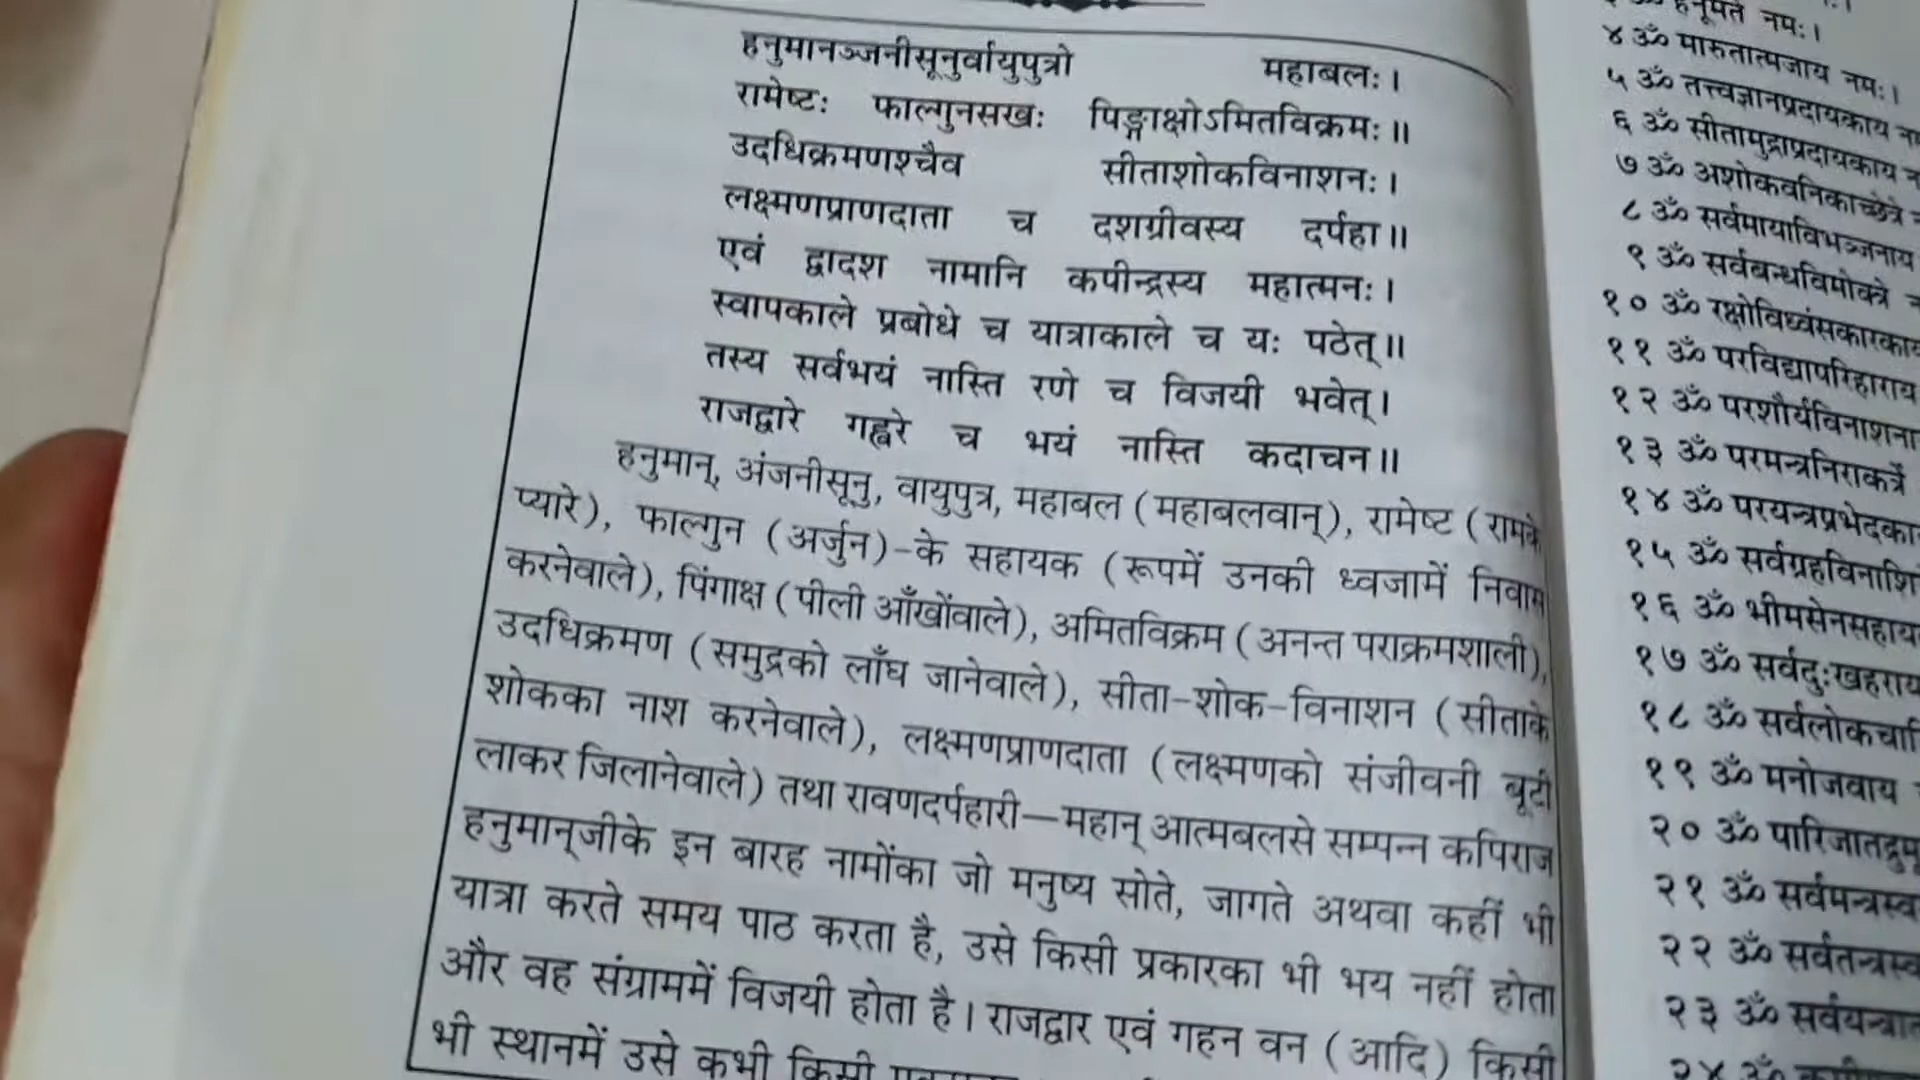 हनुमानञ्जनीसूनुर्वायुपुत्रो महाबलः।
रामेष्टः फाल्गुनसखः पिङ्गाक्षोऽमितविक्रमः॥
उदधिक्रमणश्चैव सीताशोकविनाशनः।
लक्ष्मणप्राणदाता च दशग्रीवस्य दर्पहा॥
एवं द्वादश नामानि कपीन्द्रस्य महात्मनः।
स्वापकाले प्रबोधे च यात्राकाले च यः पठेत्॥
तस्य सर्वभयं नास्ति रणे च विजयी भवेत्।
राजद्वारे गह्वरे च भयं नास्ति कदाचन॥
हनुमान्, अंजनीसूनु, वायुपुत्र, महाबल (महाबलवान्), रामेष्ट (रामके
प्यारे), फाल्गुन (अर्जुन)-के सहायक (रूपमें उनकी ध्वजामें निवास
करनेवाले), पिंगाक्ष (पीली आँखोंवाले), अमितविक्रम (अनन्त पराक्रमशाली),
उदधिक्रमण (समुद्रको लाँघ जानेवाले), सीता-शोक-विनाशन (सीताके
शोकका नाश करनेवाले), लक्ष्मणप्राणदाता (लक्ष्मणको संजीवनी बूटी
लाकर जिलानेवाले) तथा रावणदर्पहारी—महान् आत्मबलसे सम्पन्न कपिराज
हनुमान्‌जीके इन बारह नामोंका जो मनुष्य सोते, जागते अथवा कहीं भी
यात्रा करते समय पाठ करता है, उसे किसी प्रकारका भी भय नहीं होता
और वह संग्राममें विजयी होता है। राजद्वार एवं गहन वन (आदि) किसी
भी स्थानमें उसे कभी किसी
हनूमते नमः।
४ ॐ मारुतात्मजाय नमः।
५ ॐ तत्त्वज्ञानप्रदायकाय
६ ॐ सीतामुद्राप्रदायकाय
७ ॐ अशोकवनिकाच्छेत्रे
८ ॐ सर्वमायाविभञ्जनाय
९ ॐ सर्वबन्धविमोक्त्रे
१० ॐ रक्षोविध्वंसकारकाय
११ ॐ परविद्यापरिहाराय
१२ ॐ परशौर्यविनाशना
१३ ॐ परमन्त्रनिराकर्त्रे
१४ ॐ परयन्त्रप्रभेदका
१५ ॐ सर्वग्रहविनाशि
१६ ॐ भीमसेनसहाय
१७ ॐ सर्वदुःखहराय
१८ ॐ सर्वलोकचारि
१९ ॐ मनोजवाय
२० ॐ पारिजातद्रुमू
२१ ॐ सर्वमन्त्रस्व
२२ ॐ सर्वतन्त्रस्व
२३ ॐ सर्वयन्त्रात
२४ ॐ